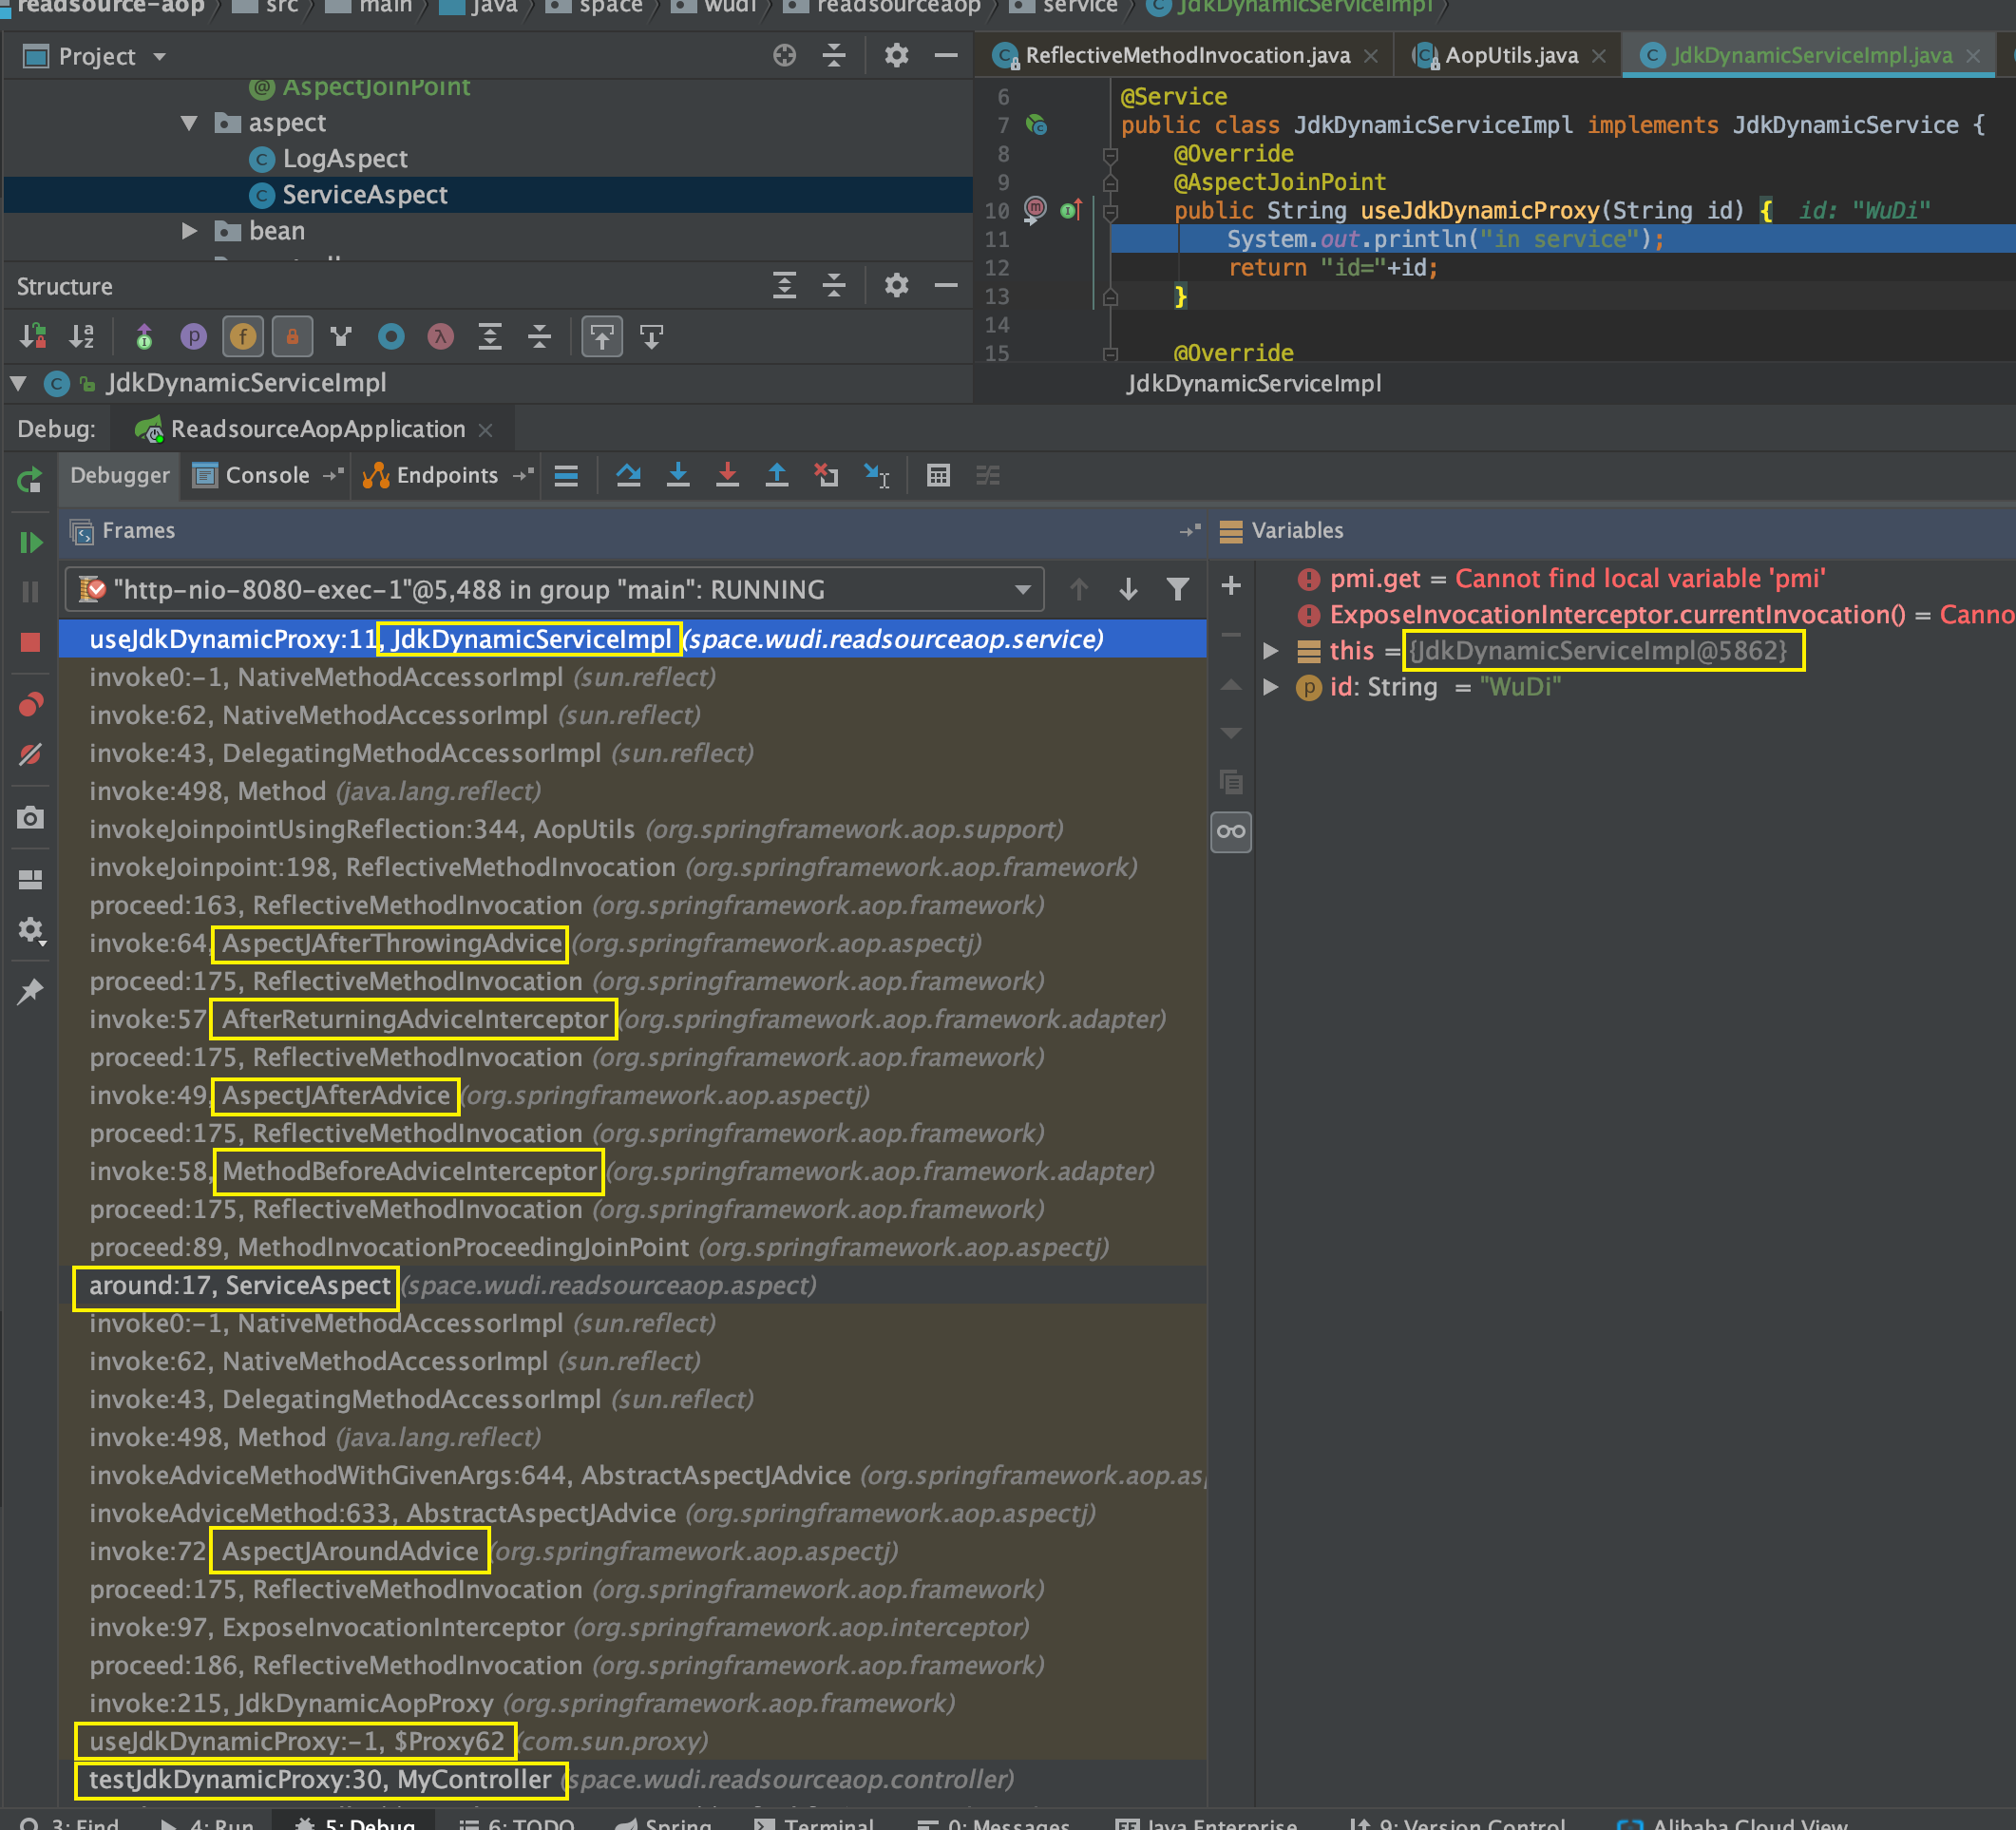 readsource-aop src main java space wudi readsourceaop service JdkDynamicServiceImpl
Project
AspectJoinPoint
aspect
LogAspect
ServiceAspect
bean
Structure
JdkDynamicServiceImpl
ReflectiveMethodInvocation.java AopUtils.java JdkDynamicServiceImpl.java
6 @Service
7 public class JdkDynamicServiceImpl implements JdkDynamicService {
8 @Override
9 @AspectJoinPoint
10 public String useJdkDynamicProxy(String id) { id: "WuDi"
11 System.out.println("in service");
12 return "id="+id;
13 }
14
15 @Override
JdkDynamicServiceImpl
Debug: ReadsourceAopApplication
Debugger Console Endpoints
Frames
"http-nio-8080-exec-1"@5,488 in group "main": RUNNING
useJdkDynamicProxy:11, JdkDynamicServiceImpl (space.wudi.readsourceaop.service)
invoke0:-1, NativeMethodAccessorImpl (sun.reflect)
invoke:62, NativeMethodAccessorImpl (sun.reflect)
invoke:43, DelegatingMethodAccessorImpl (sun.reflect)
invoke:498, Method (java.lang.reflect)
invokeJoinpointUsingReflection:344, AopUtils (org.springframework.aop.support)
invokeJoinpoint:198, ReflectiveMethodInvocation (org.springframework.aop.framework)
proceed:163, ReflectiveMethodInvocation (org.springframework.aop.framework)
invoke:64, AspectJAfterThrowingAdvice (org.springframework.aop.aspectj)
proceed:175, ReflectiveMethodInvocation (org.springframework.aop.framework)
invoke:57, AfterReturningAdviceInterceptor (org.springframework.aop.framework.adapter)
proceed:175, ReflectiveMethodInvocation (org.springframework.aop.framework)
invoke:49, AspectJAfterAdvice (org.springframework.aop.aspectj)
proceed:175, ReflectiveMethodInvocation (org.springframework.aop.framework)
invoke:58, MethodBeforeAdviceInterceptor (org.springframework.aop.framework.adapter)
proceed:175, ReflectiveMethodInvocation (org.springframework.aop.framework)
proceed:89, MethodInvocationProceedingJoinPoint (org.springframework.aop.aspectj)
around:17, ServiceAspect (space.wudi.readsourceaop.aspect)
invoke0:-1, NativeMethodAccessorImpl (sun.reflect)
invoke:62, NativeMethodAccessorImpl (sun.reflect)
invoke:43, DelegatingMethodAccessorImpl (sun.reflect)
invoke:498, Method (java.lang.reflect)
invokeAdviceMethodWithGivenArgs:644, AbstractAspectJAdvice (org.springframework.aop.as
invokeAdviceMethod:633, AbstractAspectJAdvice (org.springframework.aop.aspectj)
invoke:72, AspectJAroundAdvice (org.springframework.aop.aspectj)
proceed:175, ReflectiveMethodInvocation (org.springframework.aop.framework)
invoke:97, ExposeInvocationInterceptor (org.springframework.aop.interceptor)
proceed:186, ReflectiveMethodInvocation (org.springframework.aop.framework)
invoke:215, JdkDynamicAopProxy (org.springframework.aop.framework)
useJdkDynamicProxy:-1, $Proxy62 (com.sun.proxy)
testJdkDynamicProxy:30, MyController (space.wudi.readsourceaop.controller)
Variables
pmi.get = Cannot find local variable 'pmi'
ExposeInvocationInterceptor.currentInvocation() = Canno
this = {JdkDynamicServiceImpl@5862}
id: String = "WuDi"
3: Find 4: Run 5: Debug 6: TODO Spring Terminal 0: Messages Java Enterprise 9: Version Control Alibaba Cloud View